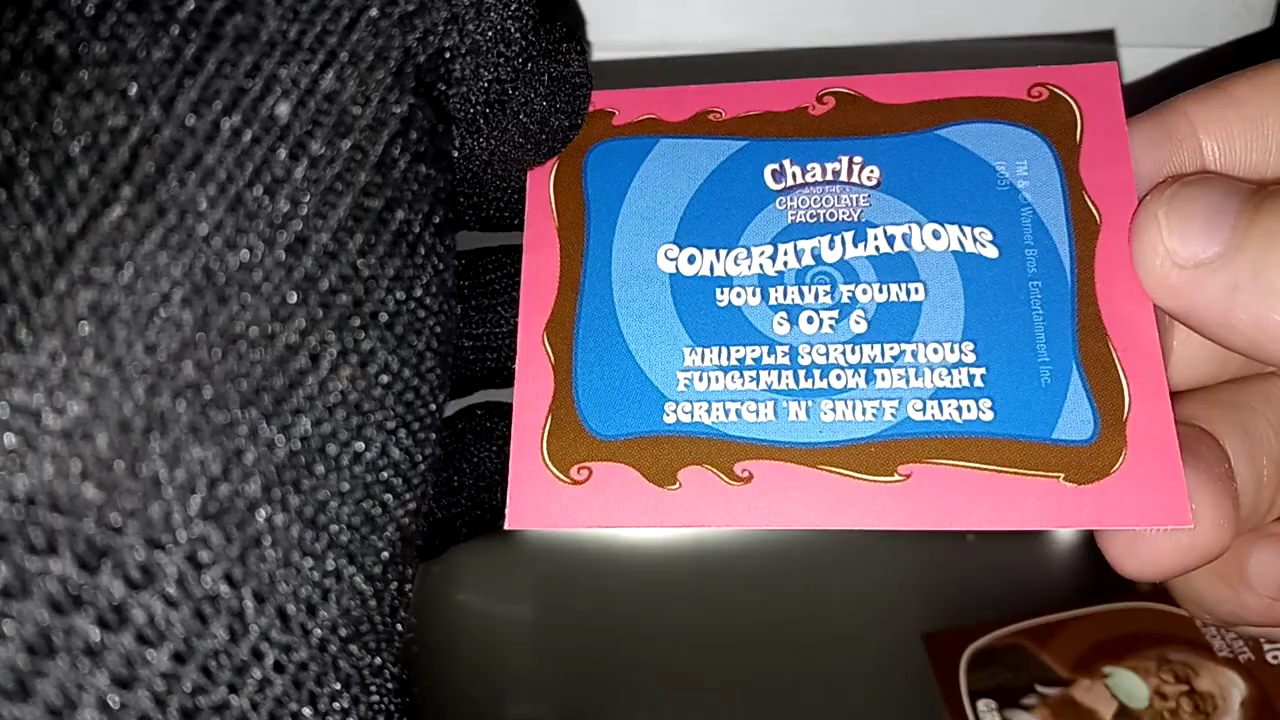 Charlie
AND THE
CHOCOLATE
FACTORY
CONGRATULATIONS
YOU HAVE FOUND
6 OF 6
WHIPPLE SCRUMPTIOUS
FUDGEMALLOW DELIGHT
SCRATCH 'N' SNIFF CARDS
TM & © Warner Bros. Entertainment Inc.
(s05)